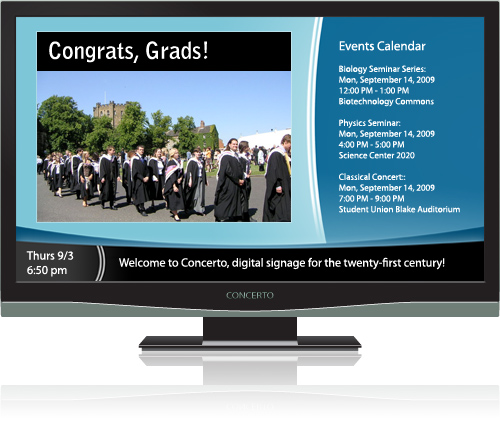 Congrats, Grads!
Events Calendar
Biology Seminar Series:
Mon, September 14, 2009
12:00 PM - 1:00 PM
Biotechnology Commons
Physics Seminar:
Mon, September 14, 2009
4:00 PM - 5:00 PM
Science Center 2020
Classical Concert::
Mon, September 14, 2009
7:00 PM - 9:00 PM
Student Union Blake Auditorium
Thurs 9/3
6:50 pm
Welcome to Concerto, digital signage for the twenty-first century!
CONCERTO